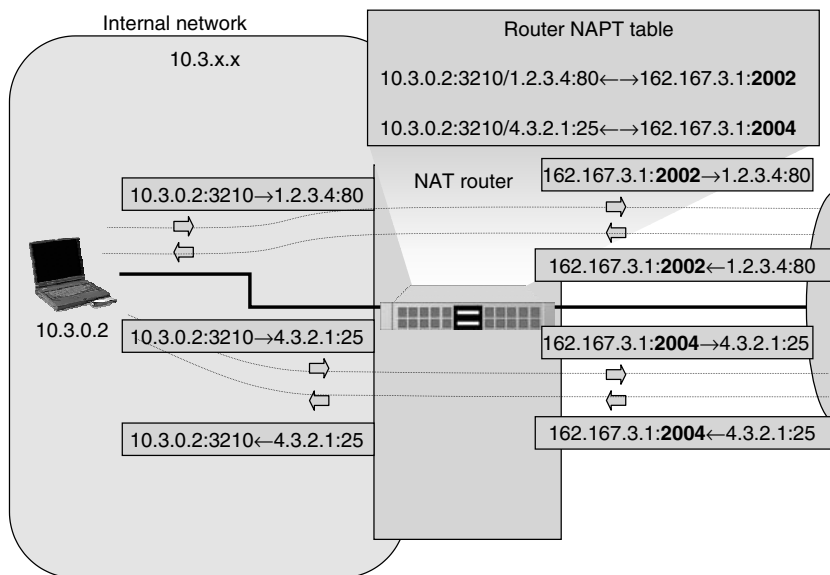 Internal network
10.3.x.x
Router NAPT table
10.3.0.2:3210/1.2.3.4:80←→162.167.3.1:2002
10.3.0.2:3210/4.3.2.1:25←→162.167.3.1:2004
NAT router
10.3.0.2:3210→1.2.3.4:80
162.167.3.1:2002→1.2.3.4:80
162.167.3.1:2002←1.2.3.4:80
10.3.0.2
10.3.0.2:3210→4.3.2.1:25
162.167.3.1:2004→4.3.2.1:25
10.3.0.2:3210←4.3.2.1:25
162.167.3.1:2004←4.3.2.1:25